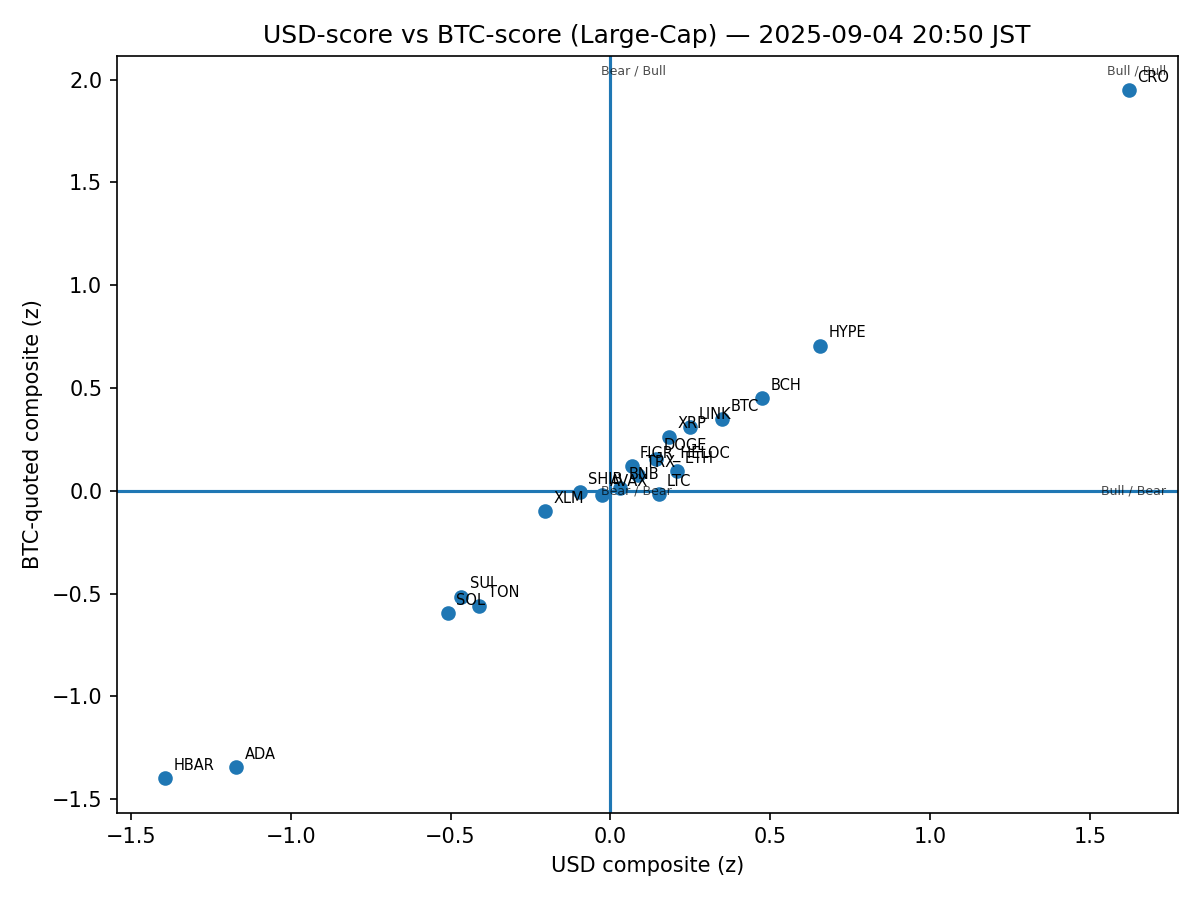 USD-score vs BTC-score (Large-Cap) — 2025-09-04 20:50 JST
Bear / Bull
Bull / Bull
CRO
HYPE
BCH
BTC
LINK
XRP
DOGE
FIGR_HELOC
ETH
TRX
BNB
LTC
SHIB
AVAX
Bear / Bear
Bull / Bear
XLM
SUI
TON
SOL
ADA
HBAR
2.0
1.5
1.0
0.5
0.0
−0.5
−1.0
−1.5
BTC-quoted composite (z)
−1.5
−1.0
−0.5
0.0
0.5
1.0
1.5
USD composite (z)